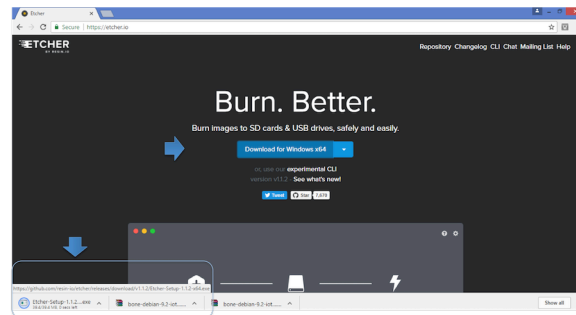 Etcher
Secure | https://etcher.io
ETCHER
BY RESIN.IO
Repository Changelog CLI Chat Mailing List Help
Burn. Better.
Burn images to SD cards & USB drives, safely and easily.
Download for Windows x64
or, use our experimental CLI
version v1.1.2 · See what's new!
Tweet Star 7,679
https://github.com/resin-io/etcher/releases/download/v1.1.2/Etcher-Setup-1.1.2-x64.exe
Etcher-Setup-1.1.2....exe
bone-debian-9.2-iot....
bone-debian-9.2-iot....
Show all